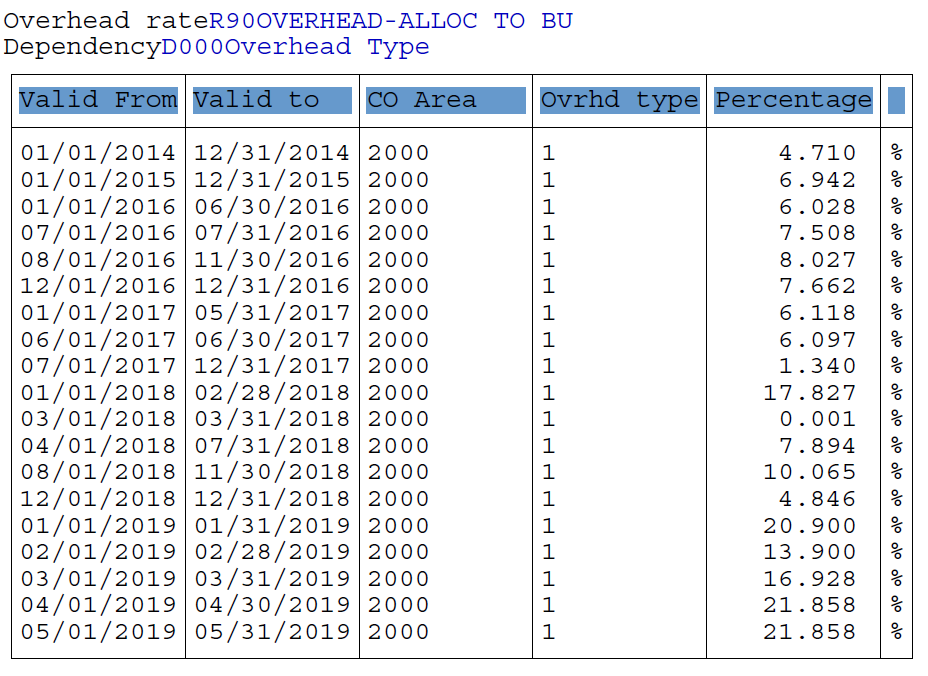 Overhead rateR90OVERHEAD-ALLOC TO BU
DependencyD000Overhead Type
Valid From Valid to CO Area Ovrhd type Percentage
01/01/2014 12/31/2014 2000 1 4.710 %
01/01/2015 12/31/2015 2000 1 6.942 %
01/01/2016 06/30/2016 2000 1 6.028 %
07/01/2016 07/31/2016 2000 1 7.508 %
08/01/2016 11/30/2016 2000 1 8.027 %
12/01/2016 12/31/2016 2000 1 7.662 %
01/01/2017 05/31/2017 2000 1 6.118 %
06/01/2017 06/30/2017 2000 1 6.097 %
07/01/2017 12/31/2017 2000 1 1.340 %
01/01/2018 02/28/2018 2000 1 17.827 %
03/01/2018 03/31/2018 2000 1 0.001 %
04/01/2018 07/31/2018 2000 1 7.894 %
08/01/2018 11/30/2018 2000 1 10.065 %
12/01/2018 12/31/2018 2000 1 4.846 %
01/01/2019 01/31/2019 2000 1 20.900 %
02/01/2019 02/28/2019 2000 1 13.900 %
03/01/2019 03/31/2019 2000 1 16.928 %
04/01/2019 04/30/2019 2000 1 21.858 %
05/01/2019 05/31/2019 2000 1 21.858 %